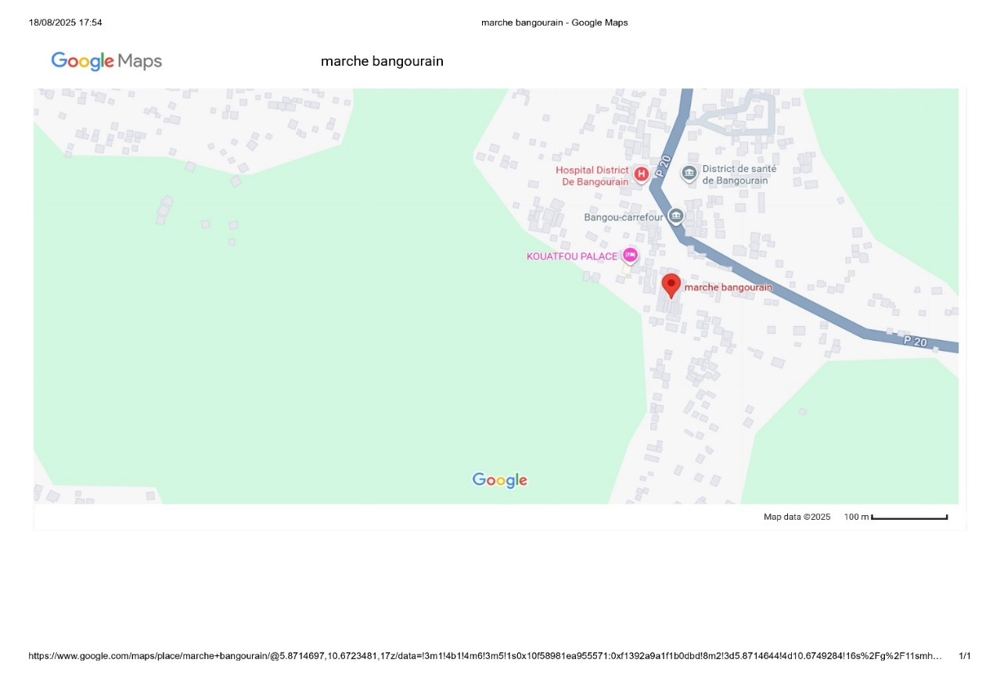 18/08/2025 17:54
marche bangourain - Google Maps
Google Maps
marche bangourain
P 20
Hospital District
De Bangourain
District de santé
de Bangourain
Bangou-carrefour
KOUATFOU PALACE
marche bangourain
P 20
Google
Map data ©2025
100 m
https://www.google.com/maps/place/marche+bangourain/@5.8714697,10.6723481,17z/data=!3m1!4b1!4m6!3m5!1s0x10f58981ea955571:0xf1392a9a1f1b0dbd!8m2!3d5.8714644!4d10.6749284!16s%2Fg%2F11smh...
1/1